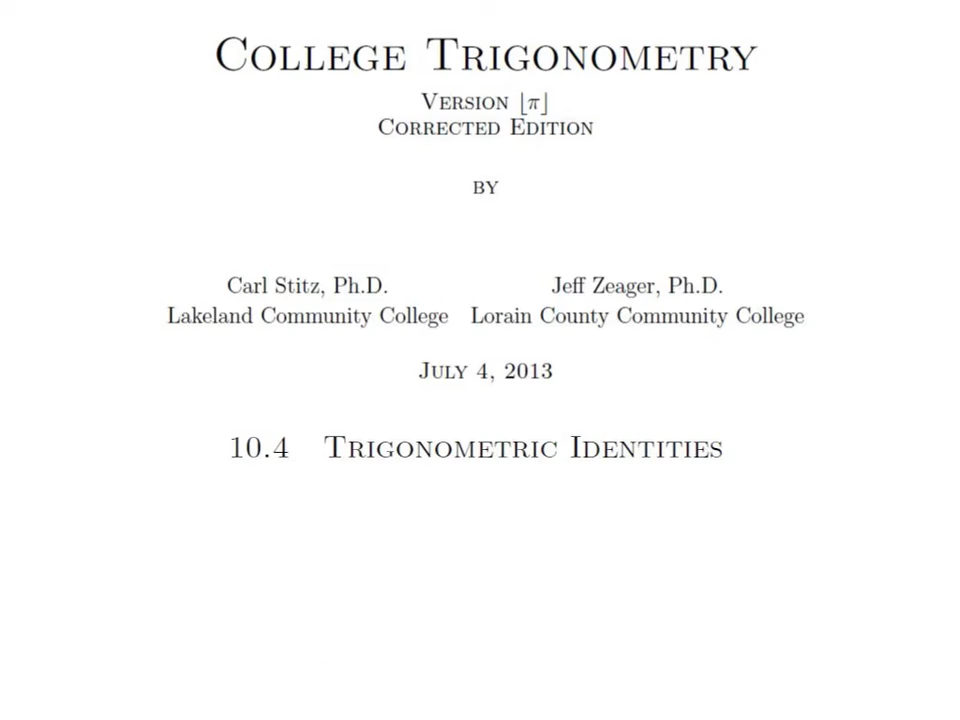 College Trigonometry
Version ⌊π⌋
Corrected Edition
by
Carl Stitz, Ph.D. Jeff Zeager, Ph.D.
Lakeland Community College Lorain County Community College
July 4, 2013
10.4 Trigonometric Identities